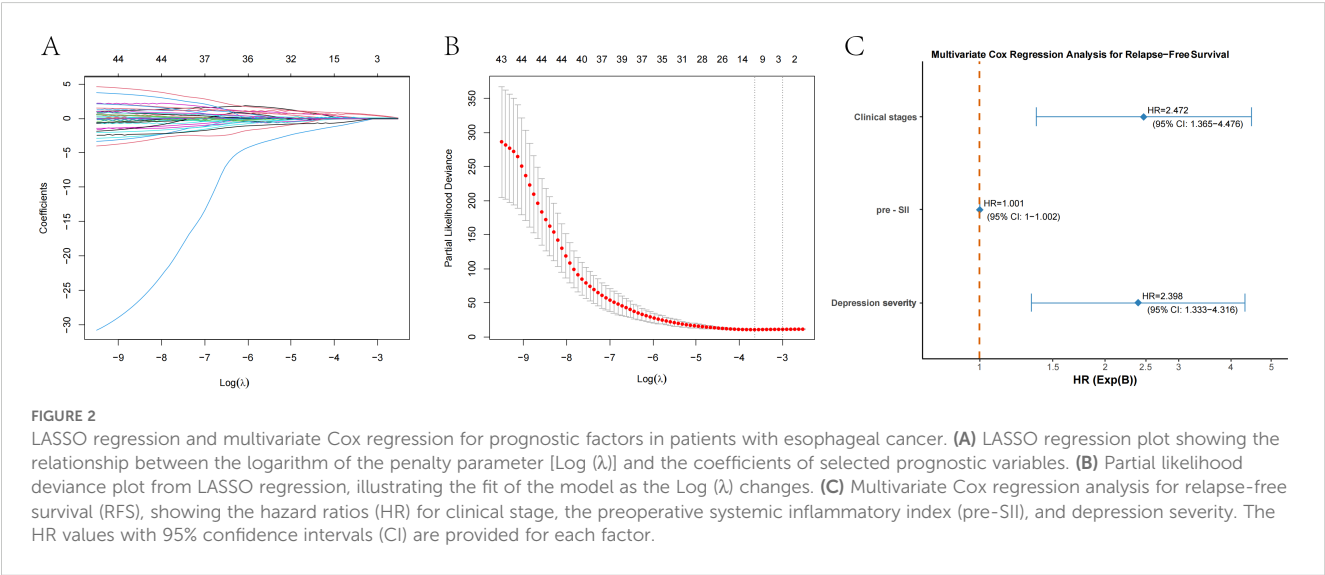 A
44 44 37 36 32 15 3
5
0
−5
−10
−15
−20
−25
−30
Coefficients
−9 −8 −7 −6 −5 −4 −3
Log(λ)
B
43 44 44 44 44 40 37 39 37 35 31 28 26 14 9 3 2
350
300
250
200
150
100
50
0
Partial Likelihood Deviance
−9 −8 −7 −6 −5 −4 −3
Log(λ)
C
Multivariate Cox Regression Analysis for Relapse−Free Survival
Clinical stages
HR=2.472
(95% CI: 1.365−4.476)
pre - SII
HR=1.001
(95% CI: 1−1.002)
Depression severity
HR=2.398
(95% CI: 1.333−4.316)
1 1.5 2 2.5 3 4 5
HR (Exp(B))
FIGURE 2
LASSO regression and multivariate Cox regression for prognostic factors in patients with esophageal cancer. (A) LASSO regression plot showing the
relationship between the logarithm of the penalty parameter [Log (λ)] and the coefficients of selected prognostic variables. (B) Partial likelihood
deviance plot from LASSO regression, illustrating the fit of the model as the Log (λ) changes. (C) Multivariate Cox regression analysis for relapse-free
survival (RFS), showing the hazard ratios (HR) for clinical stage, the preoperative systemic inflammatory index (pre-SII), and depression severity. The
HR values with 95% confidence intervals (CI) are provided for each factor.